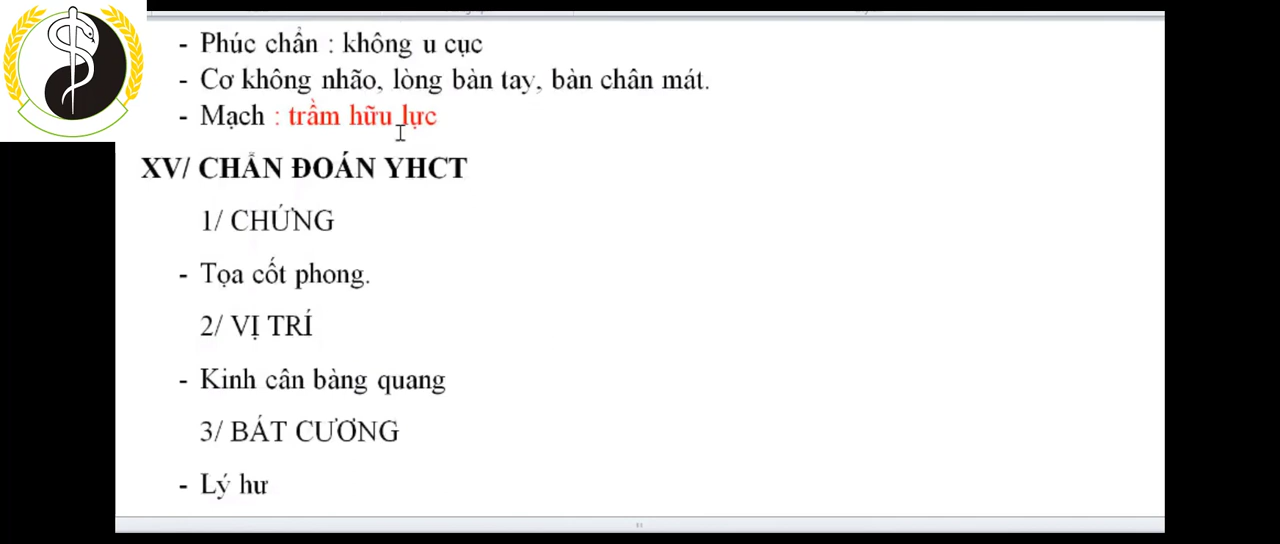 - Phúc chẩn : không u cục
- Cơ không nhão, lòng bàn tay, bàn chân mát.
- Mạch : trầm hữu lực
XV/ CHẨN ĐOÁN YHCT
1/ CHỨNG
- Tọa cốt phong.
2/ VỊ TRÍ
- Kinh cân bàng quang
3/ BÁT CƯƠNG
- Lý hư